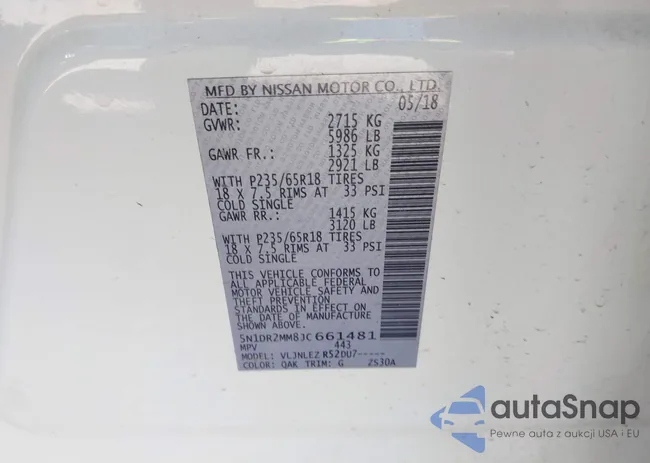 MFD BY NISSAN MOTOR CO., LTD.
DATE: 05/18
GVWR: 2715 KG
5986 LB
GAWR FR.: 1325 KG
2921 LB
WITH P235/65R18 TIRES
18 X 7.5 RIMS AT 33 PSI
COLD SINGLE
GAWR RR.: 1415 KG
3120 LB
WITH P235/65R18 TIRES
18 X 7.5 RIMS AT 33 PSI
COLD SINGLE
THIS VEHICLE CONFORMS TO
ALL APPLICABLE FEDERAL
MOTOR VEHICLE SAFETY AND
THEFT PREVENTION
STANDARDS IN EFFECT ON
THE DATE OF MANUFACTURE
SHOWN ABOVE.
5N1DR2MM8JC661481
MPV 443
MODEL: VLJNLEZ R52DU7-----
COLOR: QAK TRIM: G 2S30A
autaSnap
Pewne auta z aukcji USA i EU